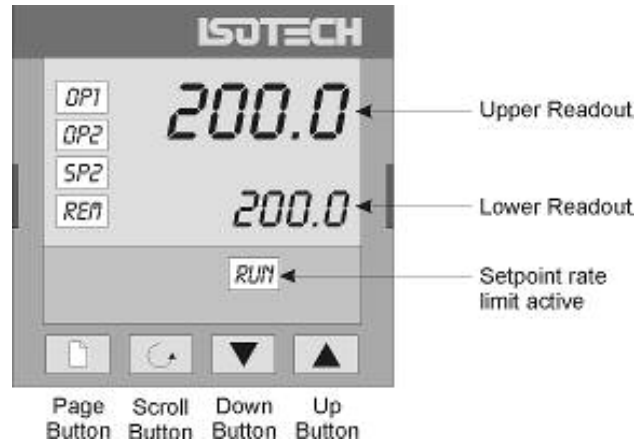 ISOTECH
OP1
200.0
Upper Readout
OP2
SP2
REM
200.0
Lower Readout
RUN
Setpoint rate
limit active
Page Button
Scroll Button
Down Button
Up Button